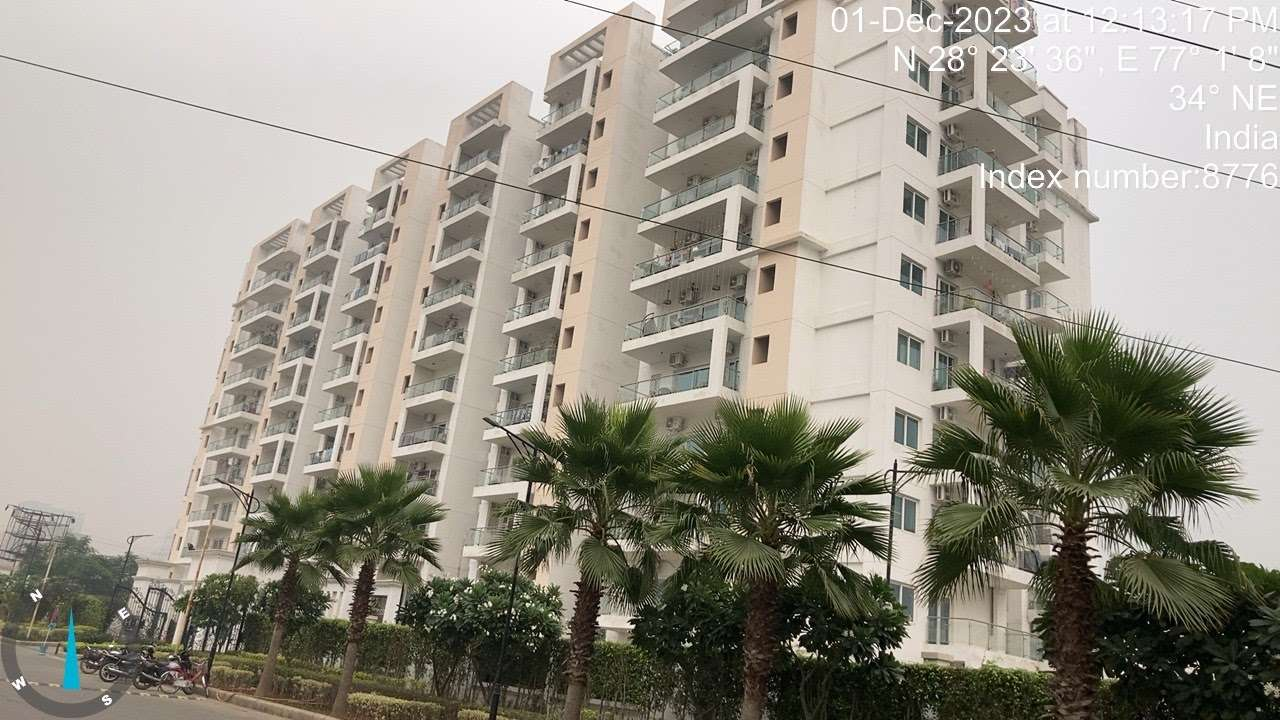 01-Dec-2023 at 12:13:17 PM
N 28° 23' 36", E 77° 1' 8"
34° NE
India
Index number:8776
N
E
W
S